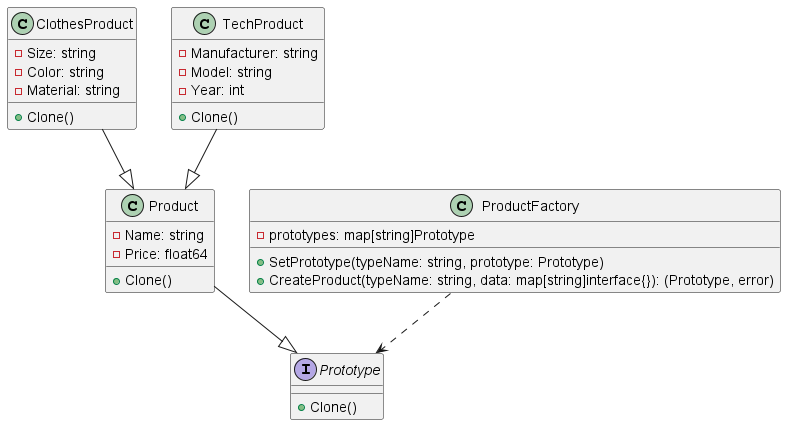 C ClothesProduct
Size: string
Color: string
Material: string
Clone()
C TechProduct
Manufacturer: string
Model: string
Year: int
Clone()
C Product
Name: string
Price: float64
Clone()
C ProductFactory
prototypes: map[string]Prototype
SetPrototype(typeName: string, prototype: Prototype)
CreateProduct(typeName: string, data: map[string]interface{}): (Prototype, error)
I Prototype
Clone()